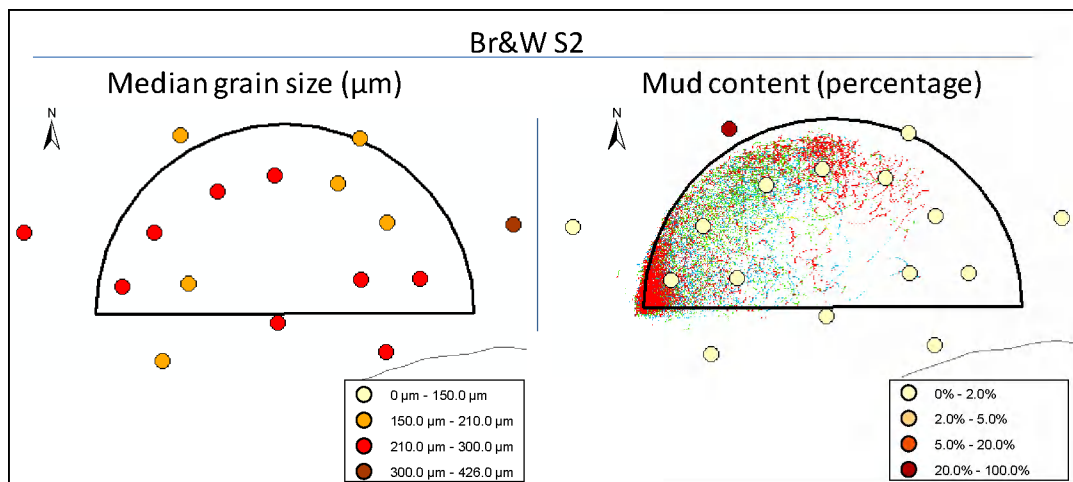 Br&W S2
Median grain size (µm)
Mud content (percentage)
N
N
0 µm - 150.0 µm
150.0 µm - 210.0 µm
210.0 µm - 300.0 µm
300.0 µm - 426.0 µm
0% - 2.0%
2.0% - 5.0%
5.0% - 20.0%
20.0% - 100.0%